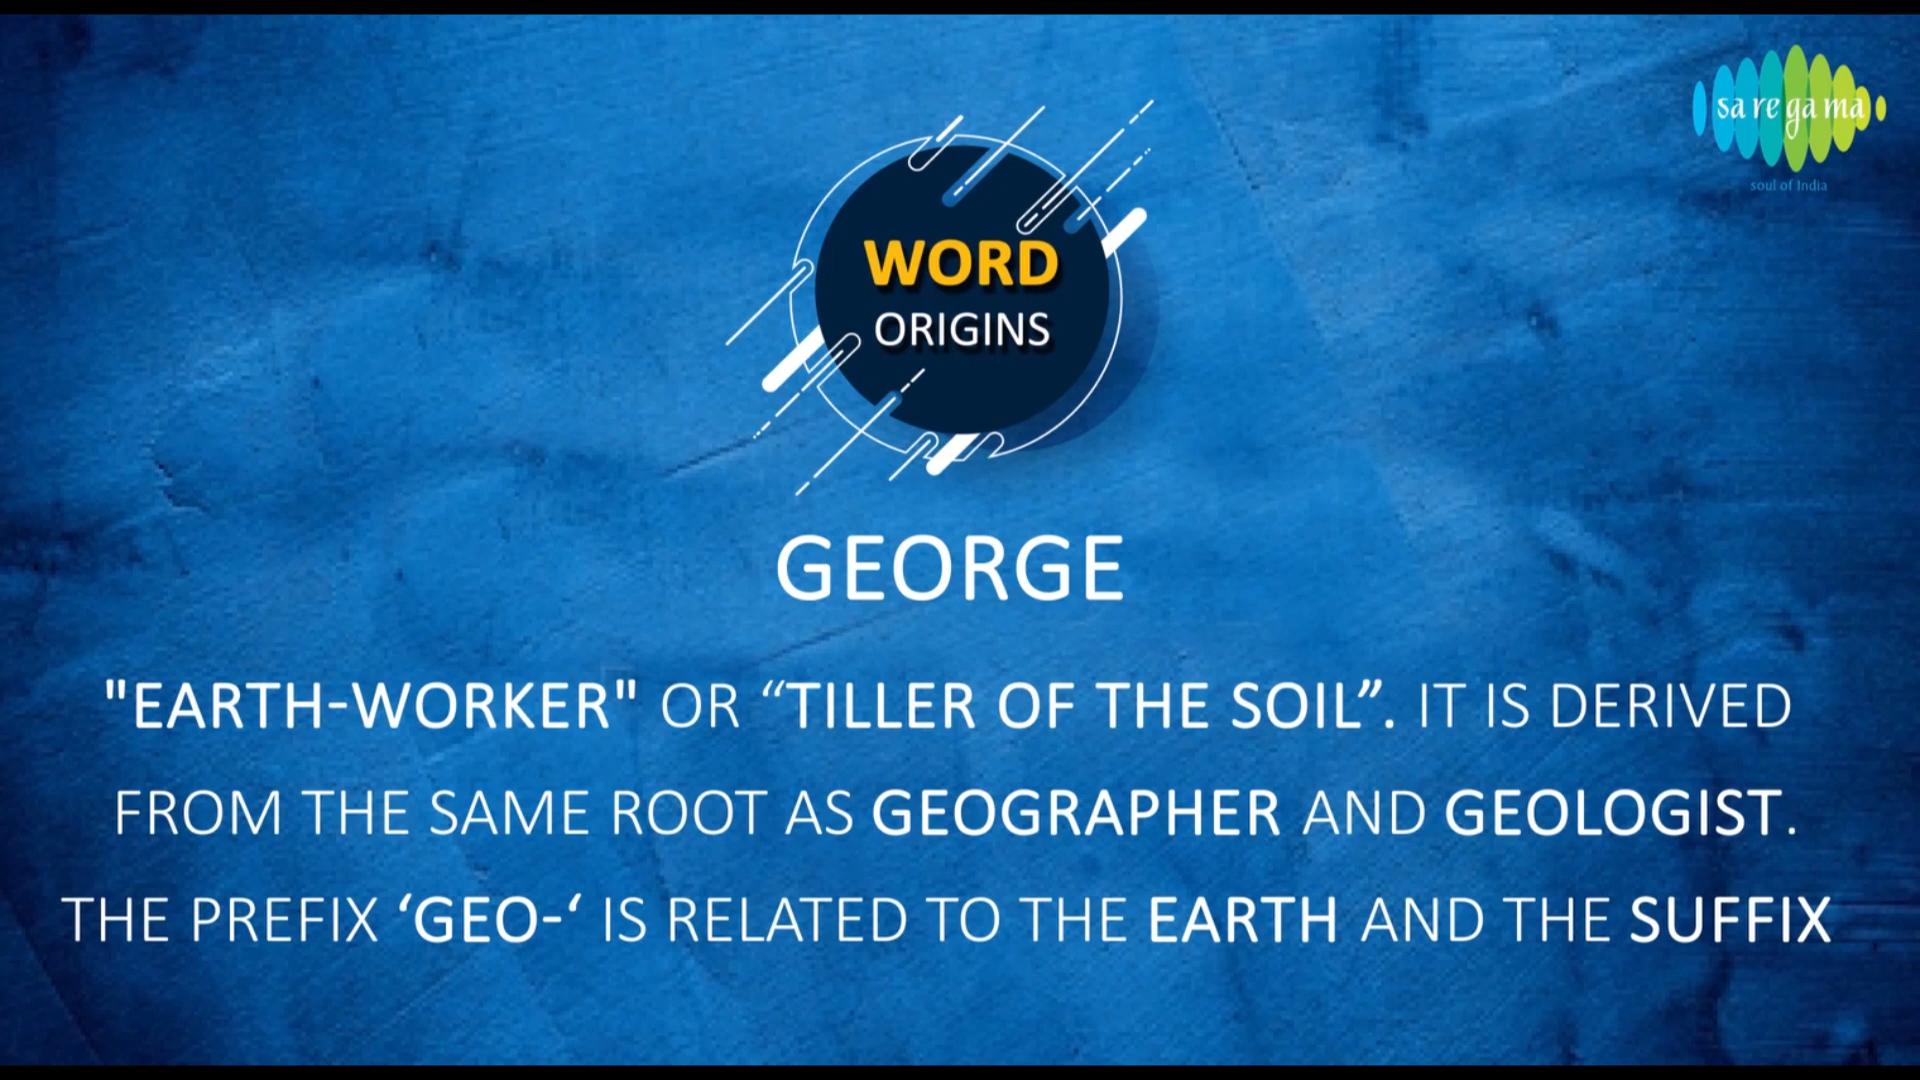 sa re ga ma
soul of India
WORD
ORIGINS
GEORGE
"EARTH-WORKER" OR “TILLER OF THE SOIL”. IT IS DERIVED
FROM THE SAME ROOT AS GEOGRAPHER AND GEOLOGIST.
THE PREFIX ‘GEO-‘ IS RELATED TO THE EARTH AND THE SUFFIX